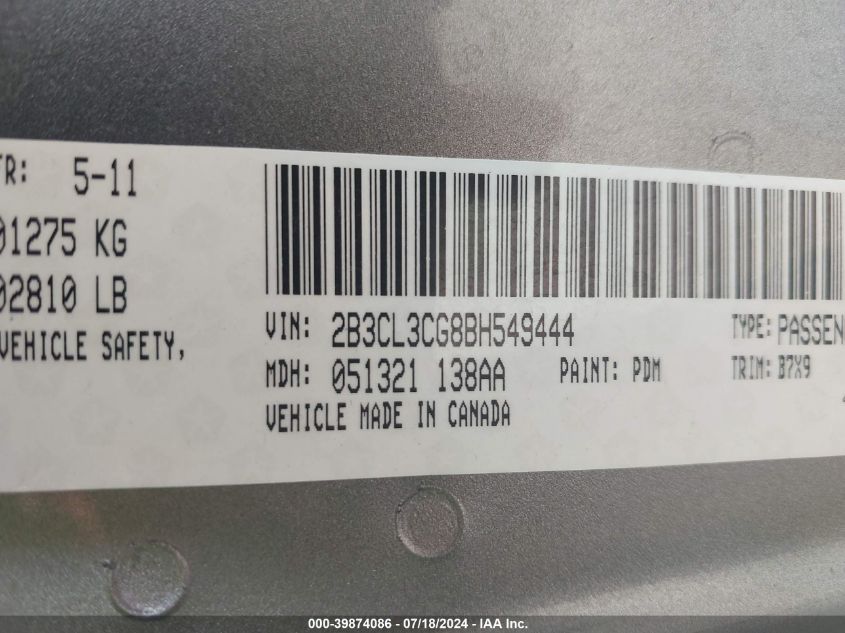 TR: 5-11
01275 KG
02810 LB
VEHICLE SAFETY,
VIN: 2B3CL3CG8BH549444
TYPE: PASSEN
MDH: 051321 138AA
PAINT: PDM
TRIM: B7X9
VEHICLE MADE IN CANADA
000-39874086 - 07/18/2024 - IAA Inc.